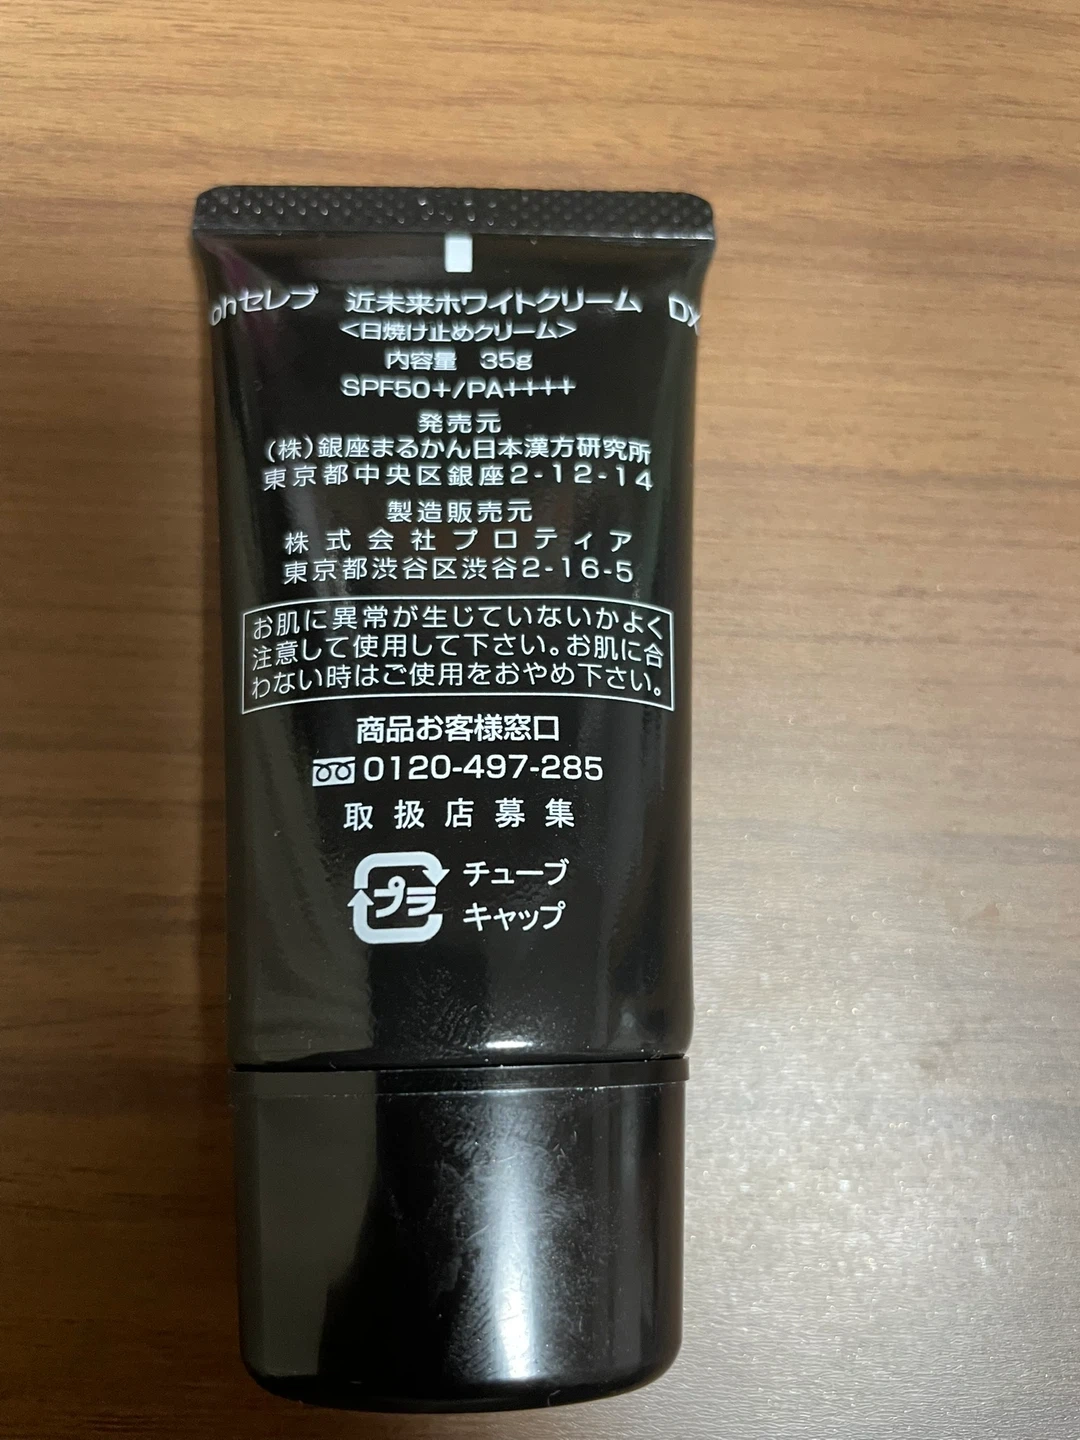 ohセレブ 近未来ホワイトクリーム DX
<日焼け止めクリーム>
内容量 35g
SPF50+/PA++++
発売元
(株)銀座まるかん日本漢方研究所
東京都中央区銀座2-12-14
製造販売元
株式会社プロティア
東京都渋谷区渋谷2-16-5
お肌に異常が生じていないかよく
注意して使用して下さい。お肌に合
わない時はご使用をおやめ下さい。
商品お客様窓口
0120-497-285
取扱店募集
プラ チューブ
キャップ